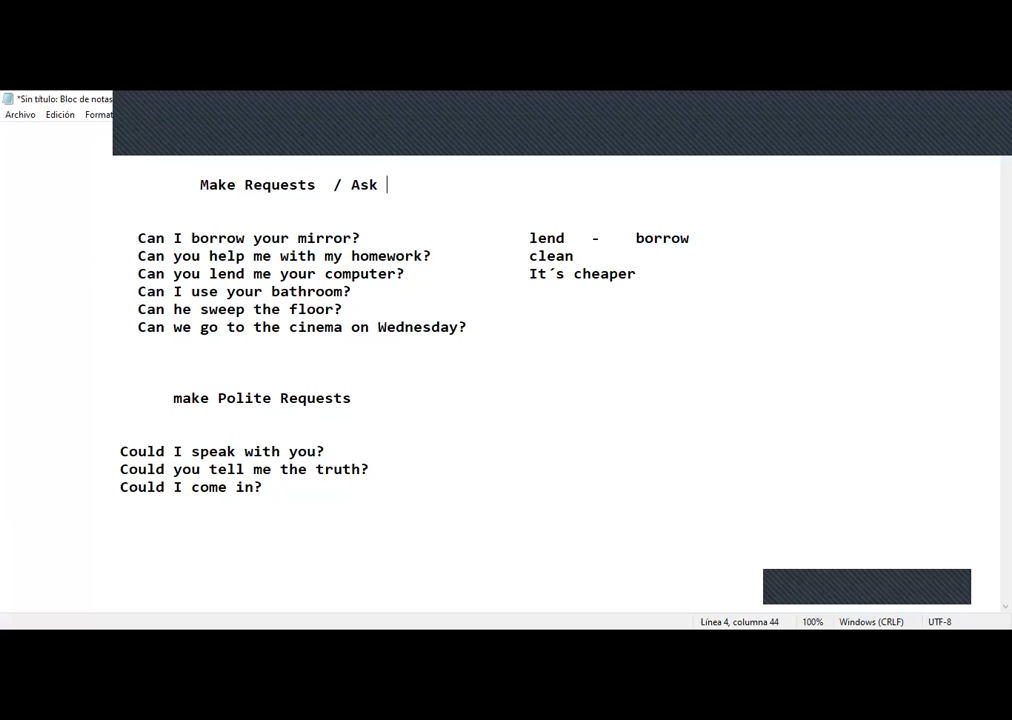 *Sin título: Bloc de notas
Archivo Edición Format
Make Requests / Ask
Can I borrow your mirror? lend - borrow
Can you help me with my homework? clean
Can you lend me your computer? It´s cheaper
Can I use your bathroom?
Can he sweep the floor?
Can we go to the cinema on Wednesday?
make Polite Requests
Could I speak with you?
Could you tell me the truth?
Could I come in?
Línea 4, columna 44 100% Windows (CRLF) UTF-8